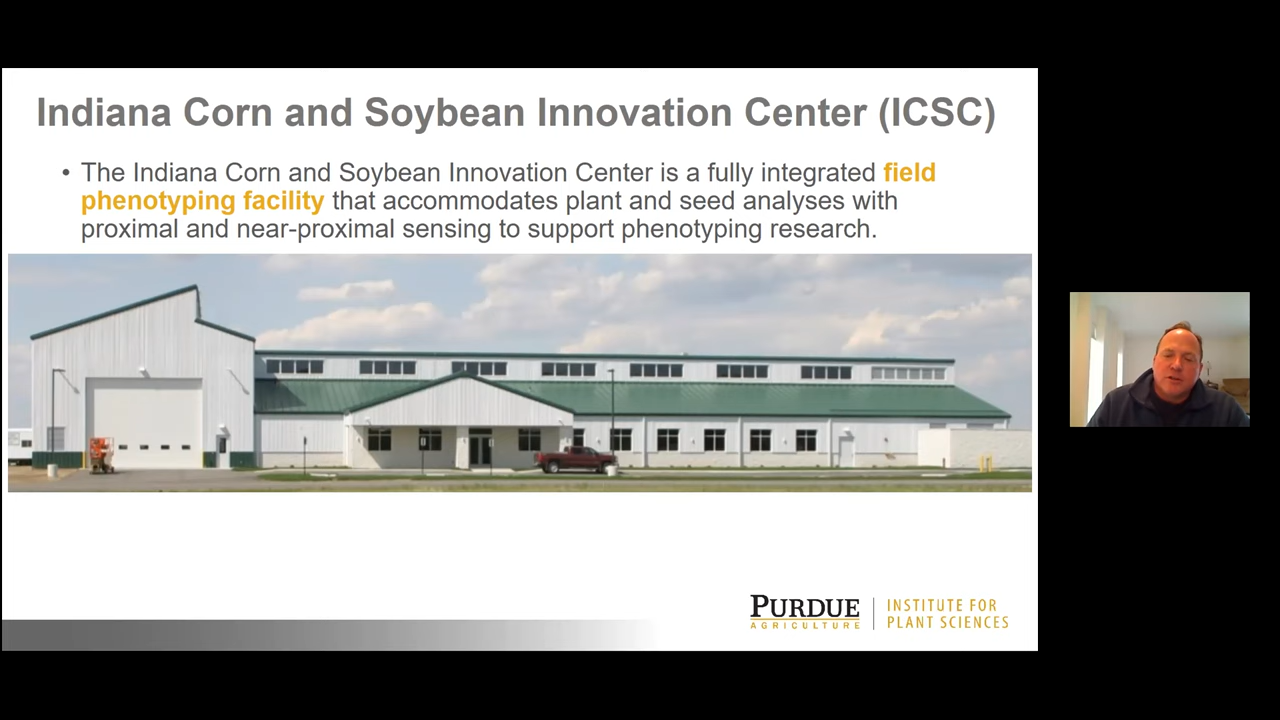 Indiana Corn and Soybean Innovation Center (ICSC)
• The Indiana Corn and Soybean Innovation Center is a fully integrated field
phenotyping facility that accommodates plant and seed analyses with
proximal and near-proximal sensing to support phenotyping research.
PURDUE
AGRICULTURE
INSTITUTE FOR
PLANT SCIENCES